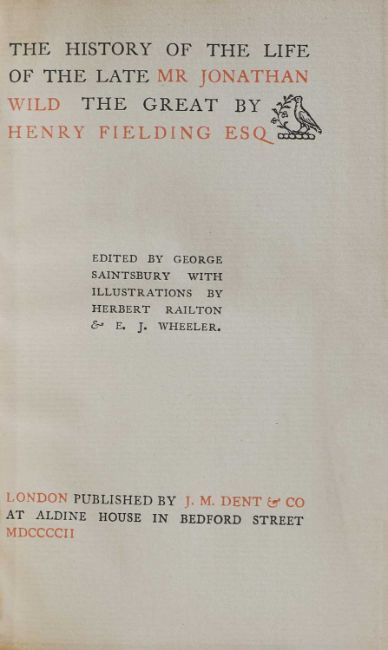 THE HISTORY OF THE LIFE
OF THE LATE MR JONATHAN
WILD THE GREAT BY
HENRY FIELDING ESQ
EDITED BY GEORGE
SAINTSBURY WITH
ILLUSTRATIONS BY
HERBERT RAILTON
& E. J. WHEELER.
LONDON PUBLISHED BY J. M. DENT & CO
AT ALDINE HOUSE IN BEDFORD STREET
MDCCCCII